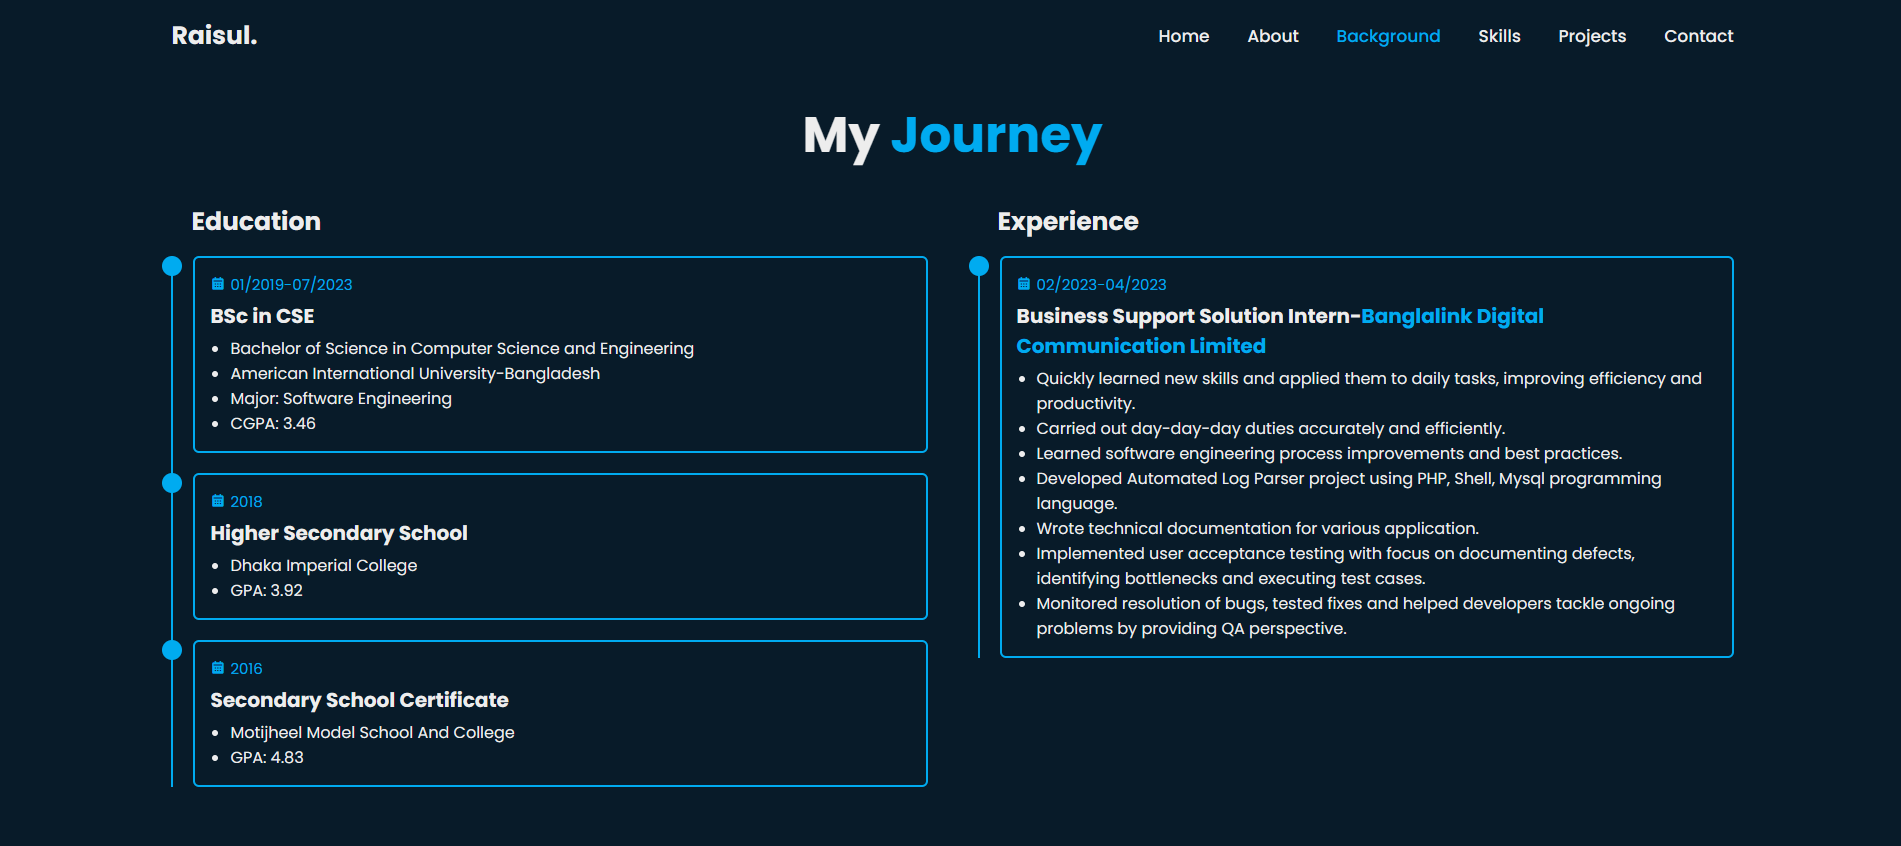 Raisul.
Home About Background Skills Projects Contact
My Journey
Education
01/2019-07/2023
BSc in CSE
Bachelor of Science in Computer Science and Engineering
American International University-Bangladesh
Major: Software Engineering
CGPA: 3.46
2018
Higher Secondary School
Dhaka Imperial College
GPA: 3.92
2016
Secondary School Certificate
Motijheel Model School And College
GPA: 4.83
Experience
02/2023-04/2023
Business Support Solution Intern-Banglalink Digital
Communication Limited
Quickly learned new skills and applied them to daily tasks, improving efficiency and
productivity.
Carried out day-day-day duties accurately and efficiently.
Learned software engineering process improvements and best practices.
Developed Automated Log Parser project using PHP, Shell, Mysql programming
language.
Wrote technical documentation for various application.
Implemented user acceptance testing with focus on documenting defects,
identifying bottlenecks and executing test cases.
Monitored resolution of bugs, tested fixes and helped developers tackle ongoing
problems by providing QA perspective.